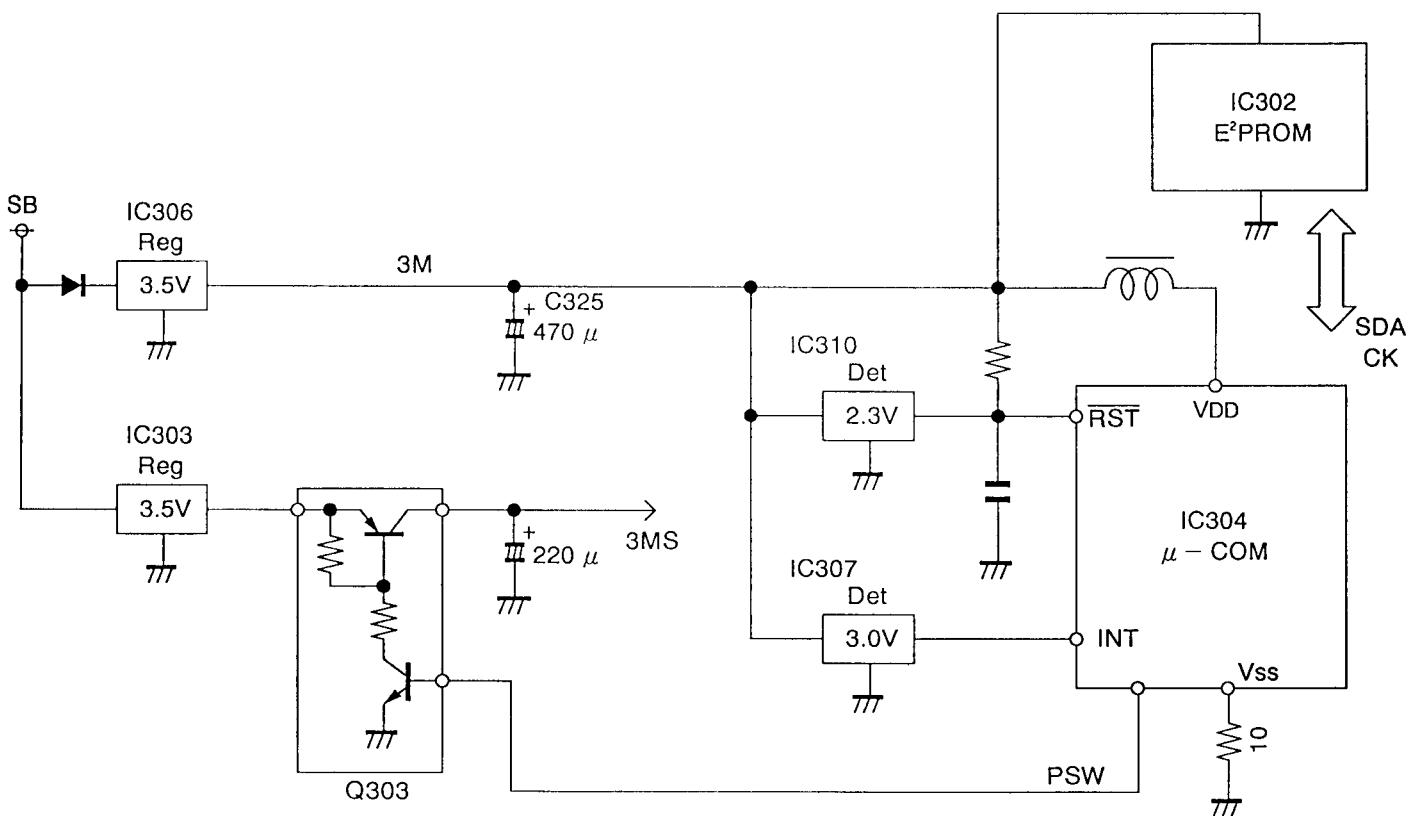 IC302
E²PROM
SB
IC306
Reg
3.5V
3M
+
C325
470 μ
SDA
CK
IC310
Det
2.3V
RST
VDD
IC303
Reg
3.5V
+
220 μ
3MS
IC304
μ − COM
IC307
Det
3.0V
INT
Vss
10
PSW
Q303